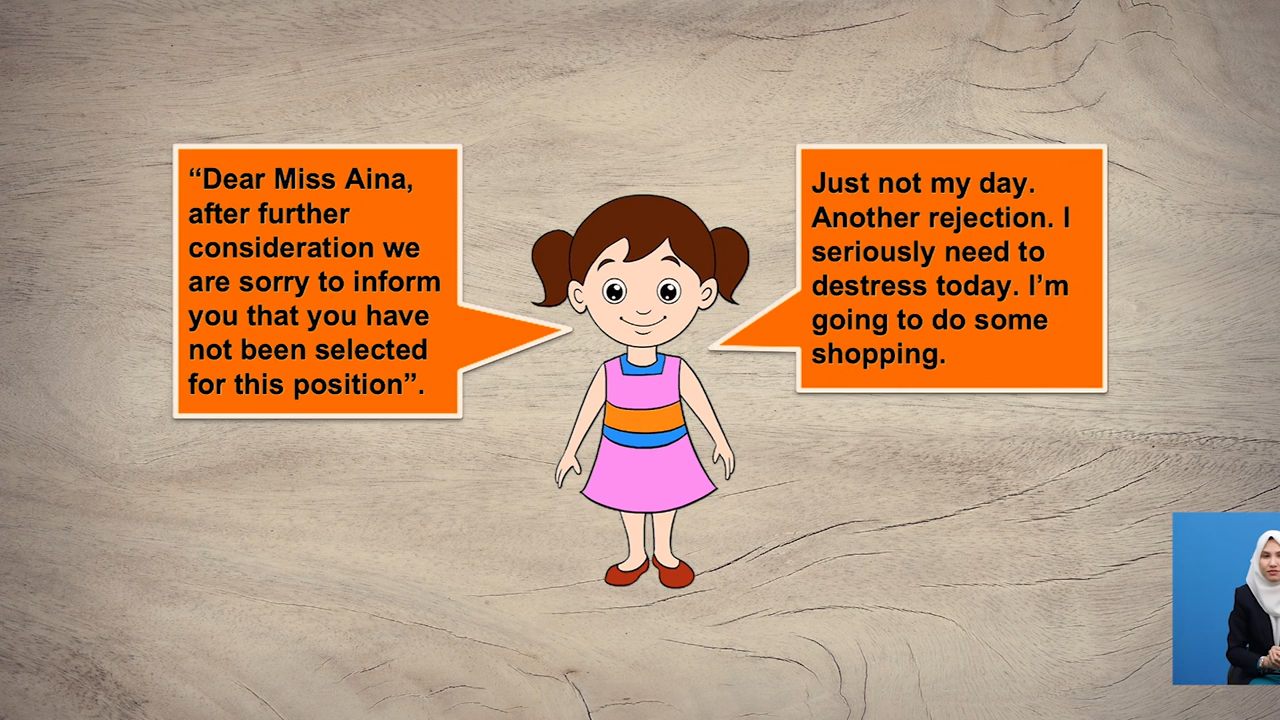 “Dear Miss Aina,
after further
consideration we
are sorry to inform
you that you have
not been selected
for this position”.
Just not my day.
Another rejection. I
seriously need to
destress today. I’m
going to do some
shopping.